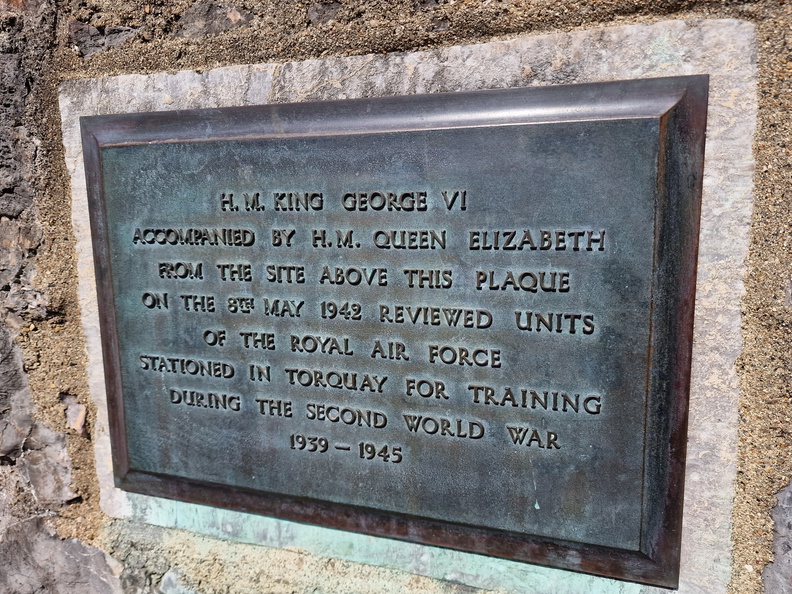 H.M. KING GEORGE VI
ACCOMPANIED BY H.M. QUEEN ELIZABETH
FROM THE SITE ABOVE THIS PLAQUE
ON THE 8TH MAY 1942 REVIEWED UNITS
OF THE ROYAL AIR FORCE
STATIONED IN TORQUAY FOR TRAINING
DURING THE SECOND WORLD WAR
1939 – 1945